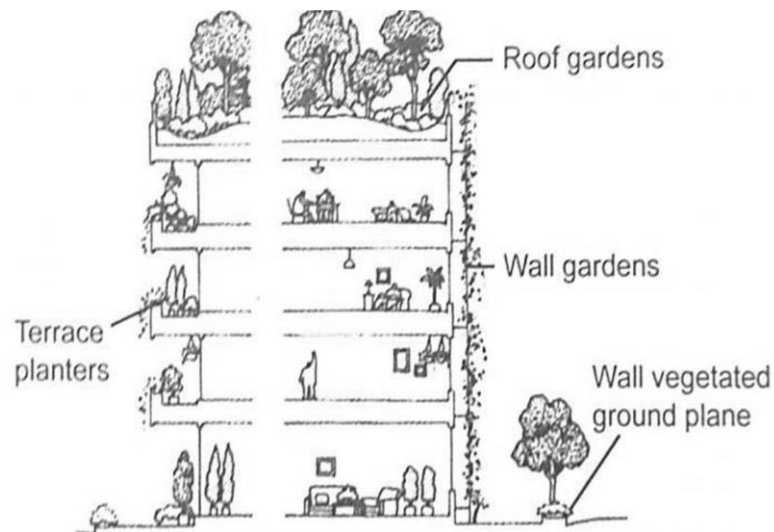 Roof gardens
Wall gardens
Terrace
planters
Wall vegetated
ground plane